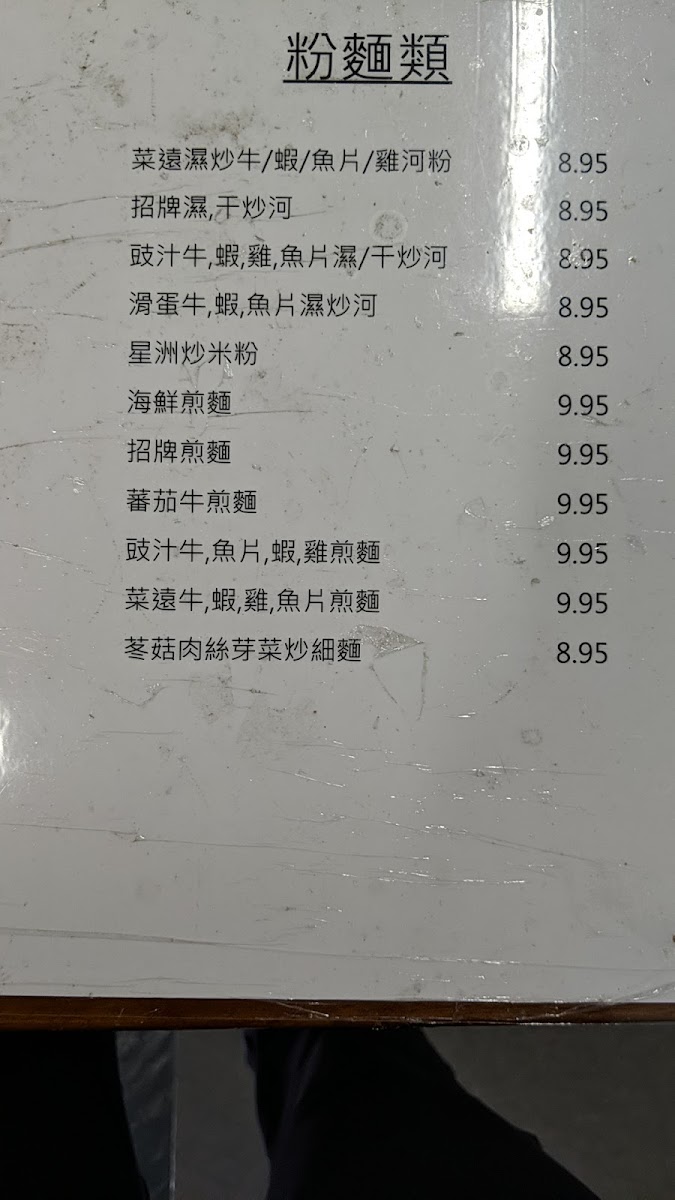 粉麵類
菜遠濕炒牛/蝦/魚片/雞河粉 8.95
招牌濕,干炒河 8.95
豉汁牛,蝦,雞,魚片濕/干炒河 8.95
滑蛋牛,蝦,魚片濕炒河 8.95
星洲炒米粉 8.95
海鮮煎麵 9.95
招牌煎麵 9.95
蕃茄牛煎麵 9.95
豉汁牛,魚片,蝦,雞煎麵 9.95
菜遠牛,蝦,雞,魚片煎麵 9.95
苳菇肉絲芽菜炒細麵 8.95